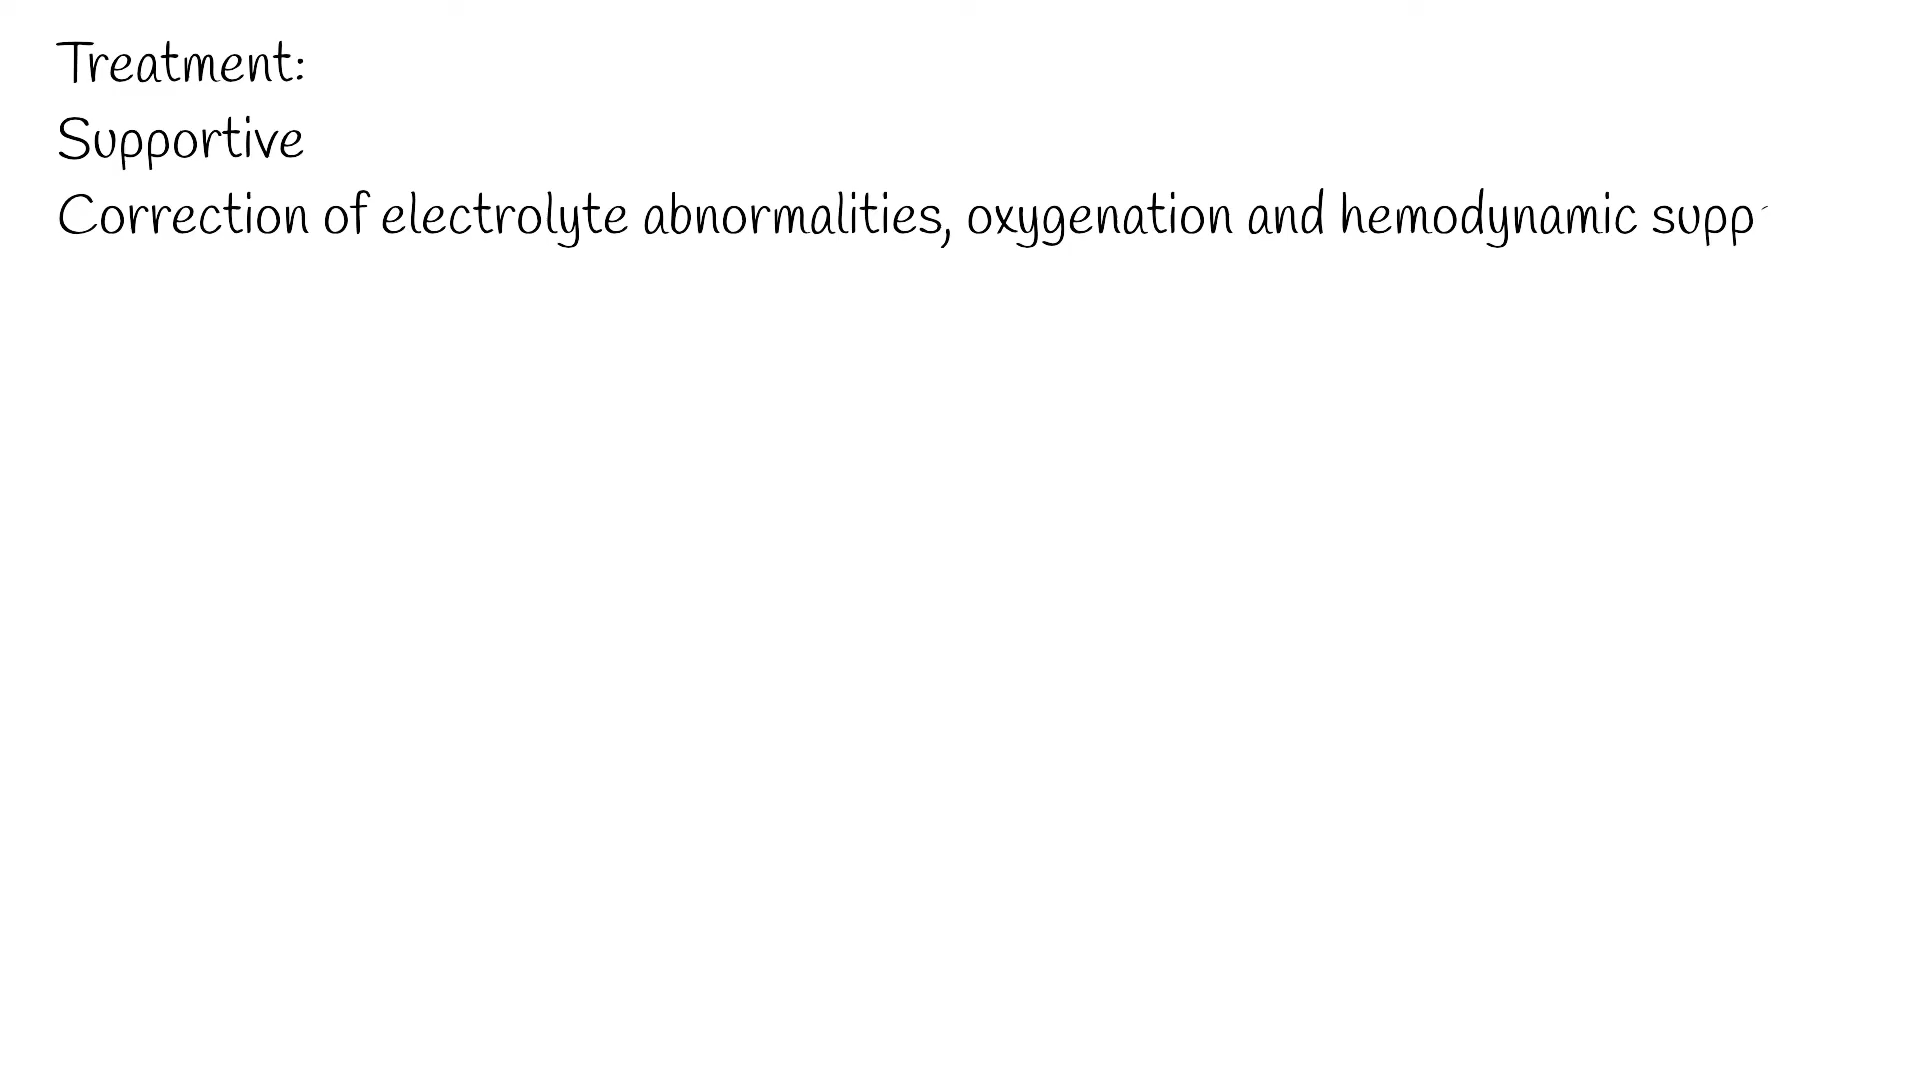 Treatment:
Supportive
Correction of electrolyte abnormalities, oxygenation and hemodynamic supp